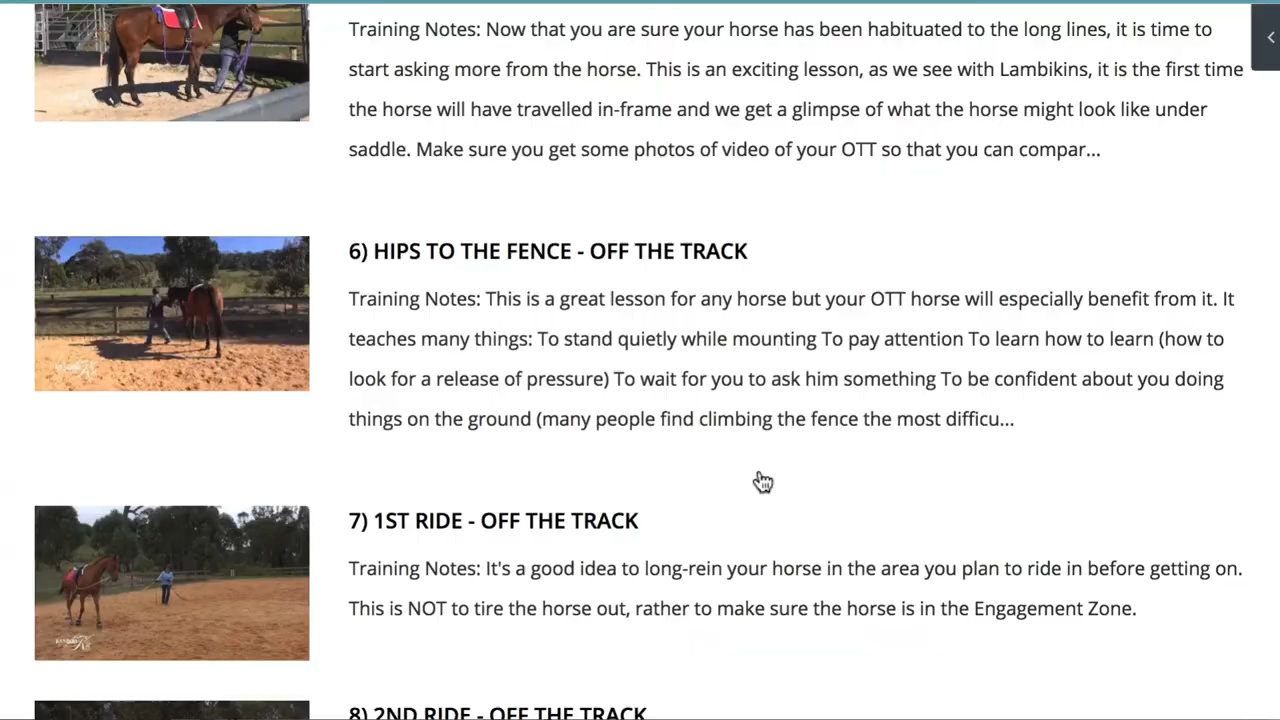 Training Notes: Now that you are sure your horse has been habituated to the long lines, it is time to
start asking more from the horse. This is an exciting lesson, as we see with Lambikins, it is the first time
the horse will have travelled in-frame and we get a glimpse of what the horse might look like under
saddle. Make sure you get some photos of video of your OTT so that you can compar...
6) HIPS TO THE FENCE - OFF THE TRACK
Training Notes: This is a great lesson for any horse but your OTT horse will especially benefit from it. It
teaches many things: To stand quietly while mounting To pay attention To learn how to learn (how to
look for a release of pressure) To wait for you to ask him something To be confident about you doing
things on the ground (many people find climbing the fence the most difficu...
7) 1ST RIDE - OFF THE TRACK
Training Notes: It's a good idea to long-rein your horse in the area you plan to ride in before getting on.
This is NOT to tire the horse out, rather to make sure the horse is in the Engagement Zone.
8) 2ND RIDE - OFF THE TRACK